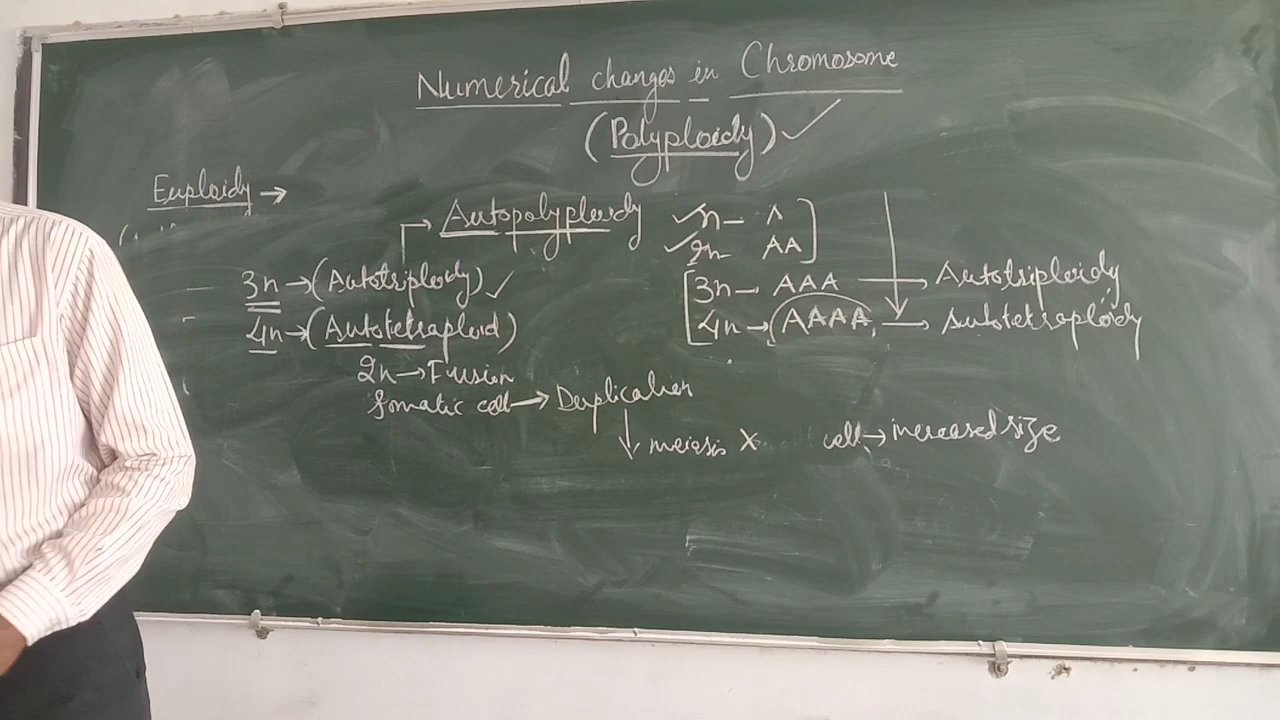 Numerical changes in Chromosome
(Polyploidy) ✓
Euploidy →
→ Autopolyploidy
3n → (Autotriploidy) ✓
4n → (Autotetraploid)
2n → Fusion
Somatic cell → Duplication
↓ meiosis X
✓ n - A
✓ 2n AA
3n - AAA → Autotriploidy
4n → (AAAA, → Autotetraploidy
cell → increased size